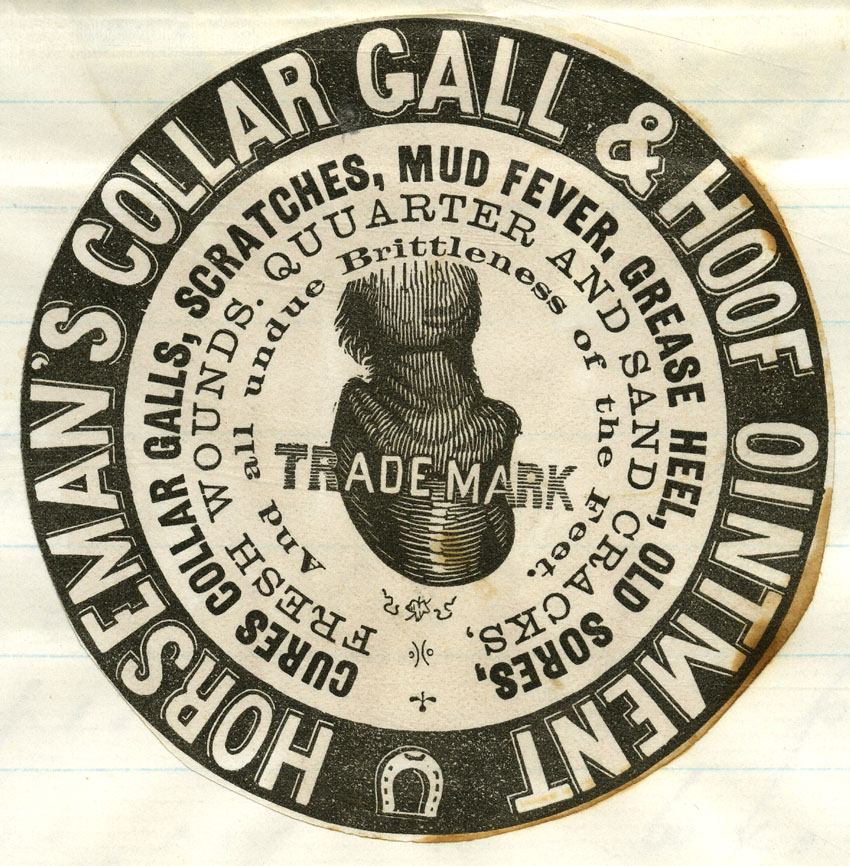 HORSEMAN'S COLLAR GALL & HOOF OINTMENT
CURES COLLAR GALLS, SCRATCHES, MUD FEVER, GREASE HEEL, OLD SORES,
FRESH WOUNDS. QUUARTER AND SAND CRACKS,
And all undue Brittleness of the Feet.
TRADE MARK